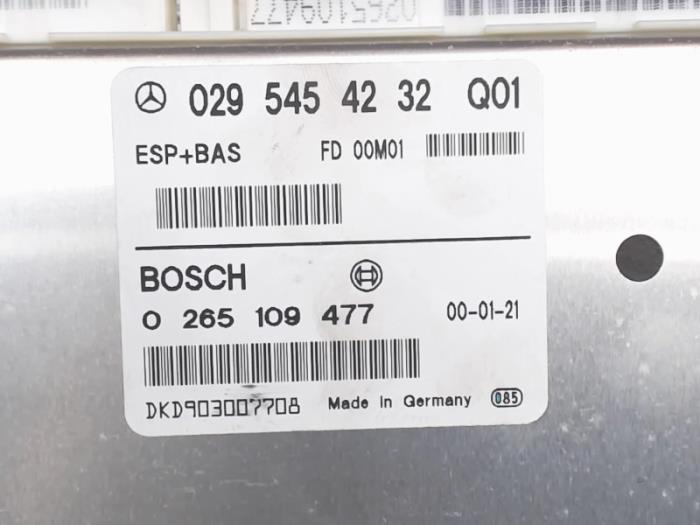 0265109477
029 545 42 32 Q01
ESP+BAS FD 00M01
BOSCH
0 265 109 477 00-01-21
DKD903007708 Made In Germany 085